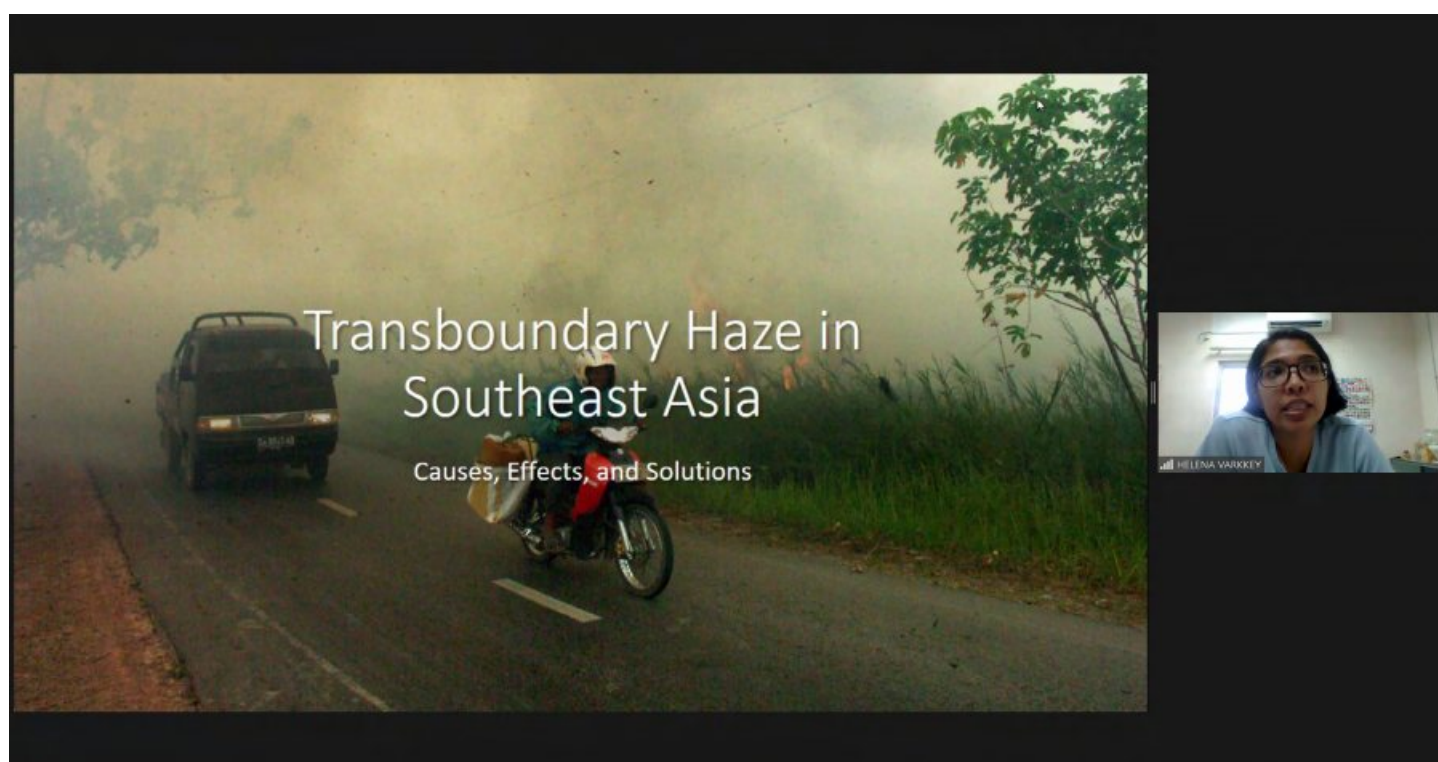 Transboundary Haze in
Southeast Asia
Causes, Effects, and Solutions
HELENA VARKKEY